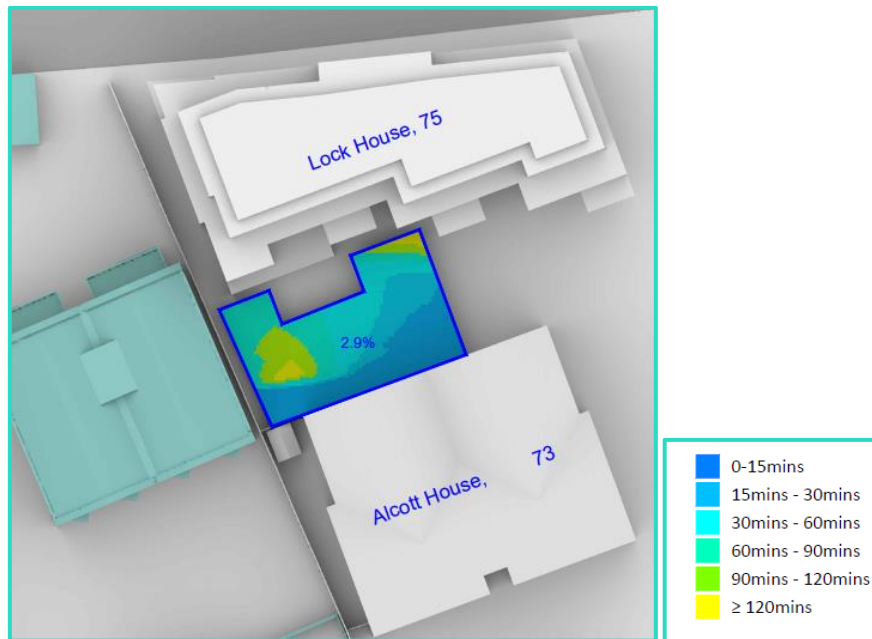 Lock House, 75
2.9%
Alcott House, 73
0-15mins
15mins - 30mins
30mins - 60mins
60mins - 90mins
90mins - 120mins
≥ 120mins